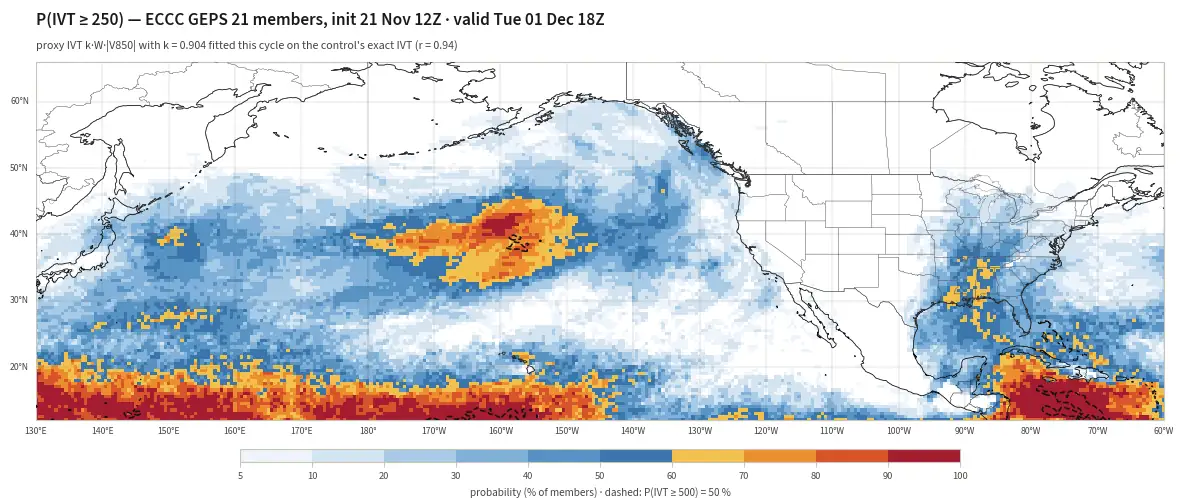 P(IVT ≥ 250) — ECCC GEPS 21 members, init 21 Nov 12Z · valid Tue 01 Dec 18Z
proxy IVT k·W·|V850| with k = 0.904 fitted this cycle on the control's exact IVT (r = 0.94)
60°N
50°N
40°N
30°N
20°N
130°E 140°E 150°E 160°E 170°E 180° 170°W 160°W 150°W 140°W 130°W 120°W 110°W 100°W 90°W 80°W 70°W 60°W
5 10 20 30 40 50 60 70 80 90 100
probability (% of members) · dashed: P(IVT ≥ 500) = 50 %